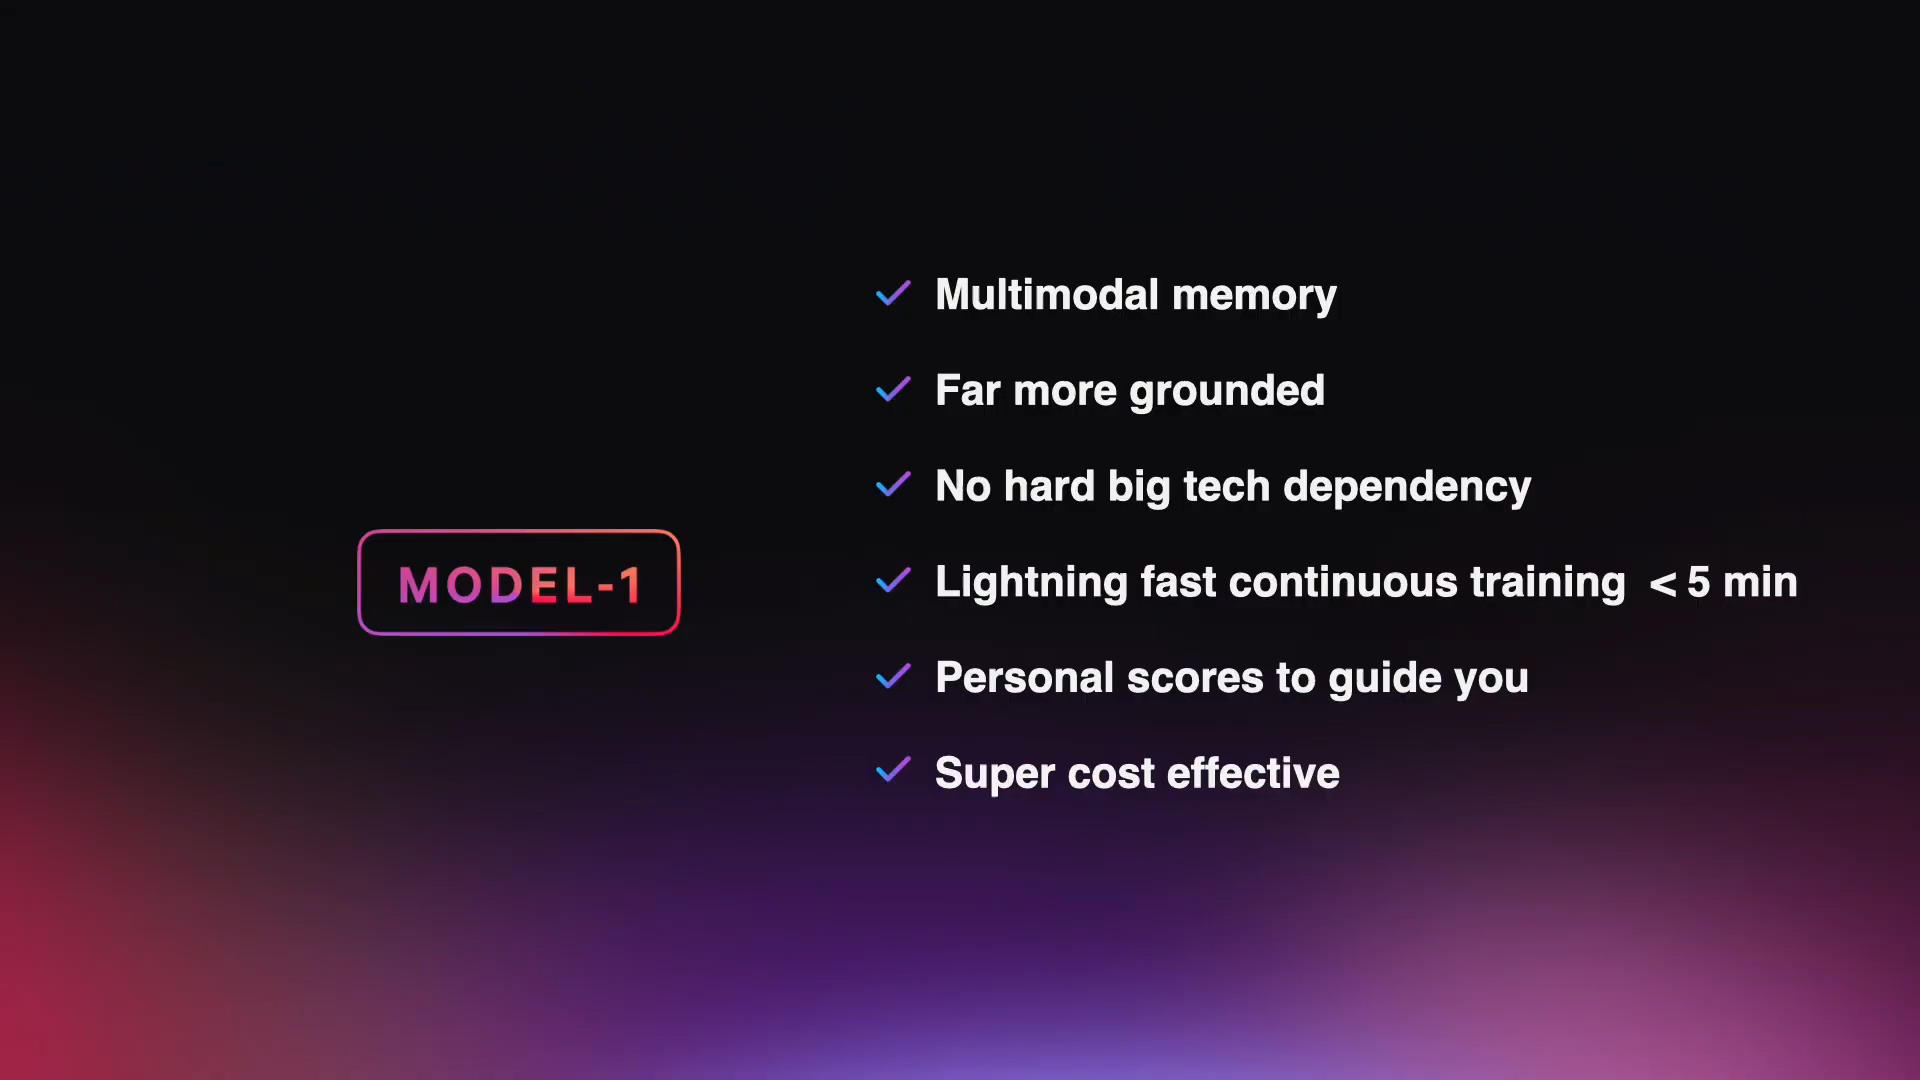 MODEL-1
Multimodal memory
Far more grounded
No hard big tech dependency
Lightning fast continuous training < 5 min
Personal scores to guide you
Super cost effective